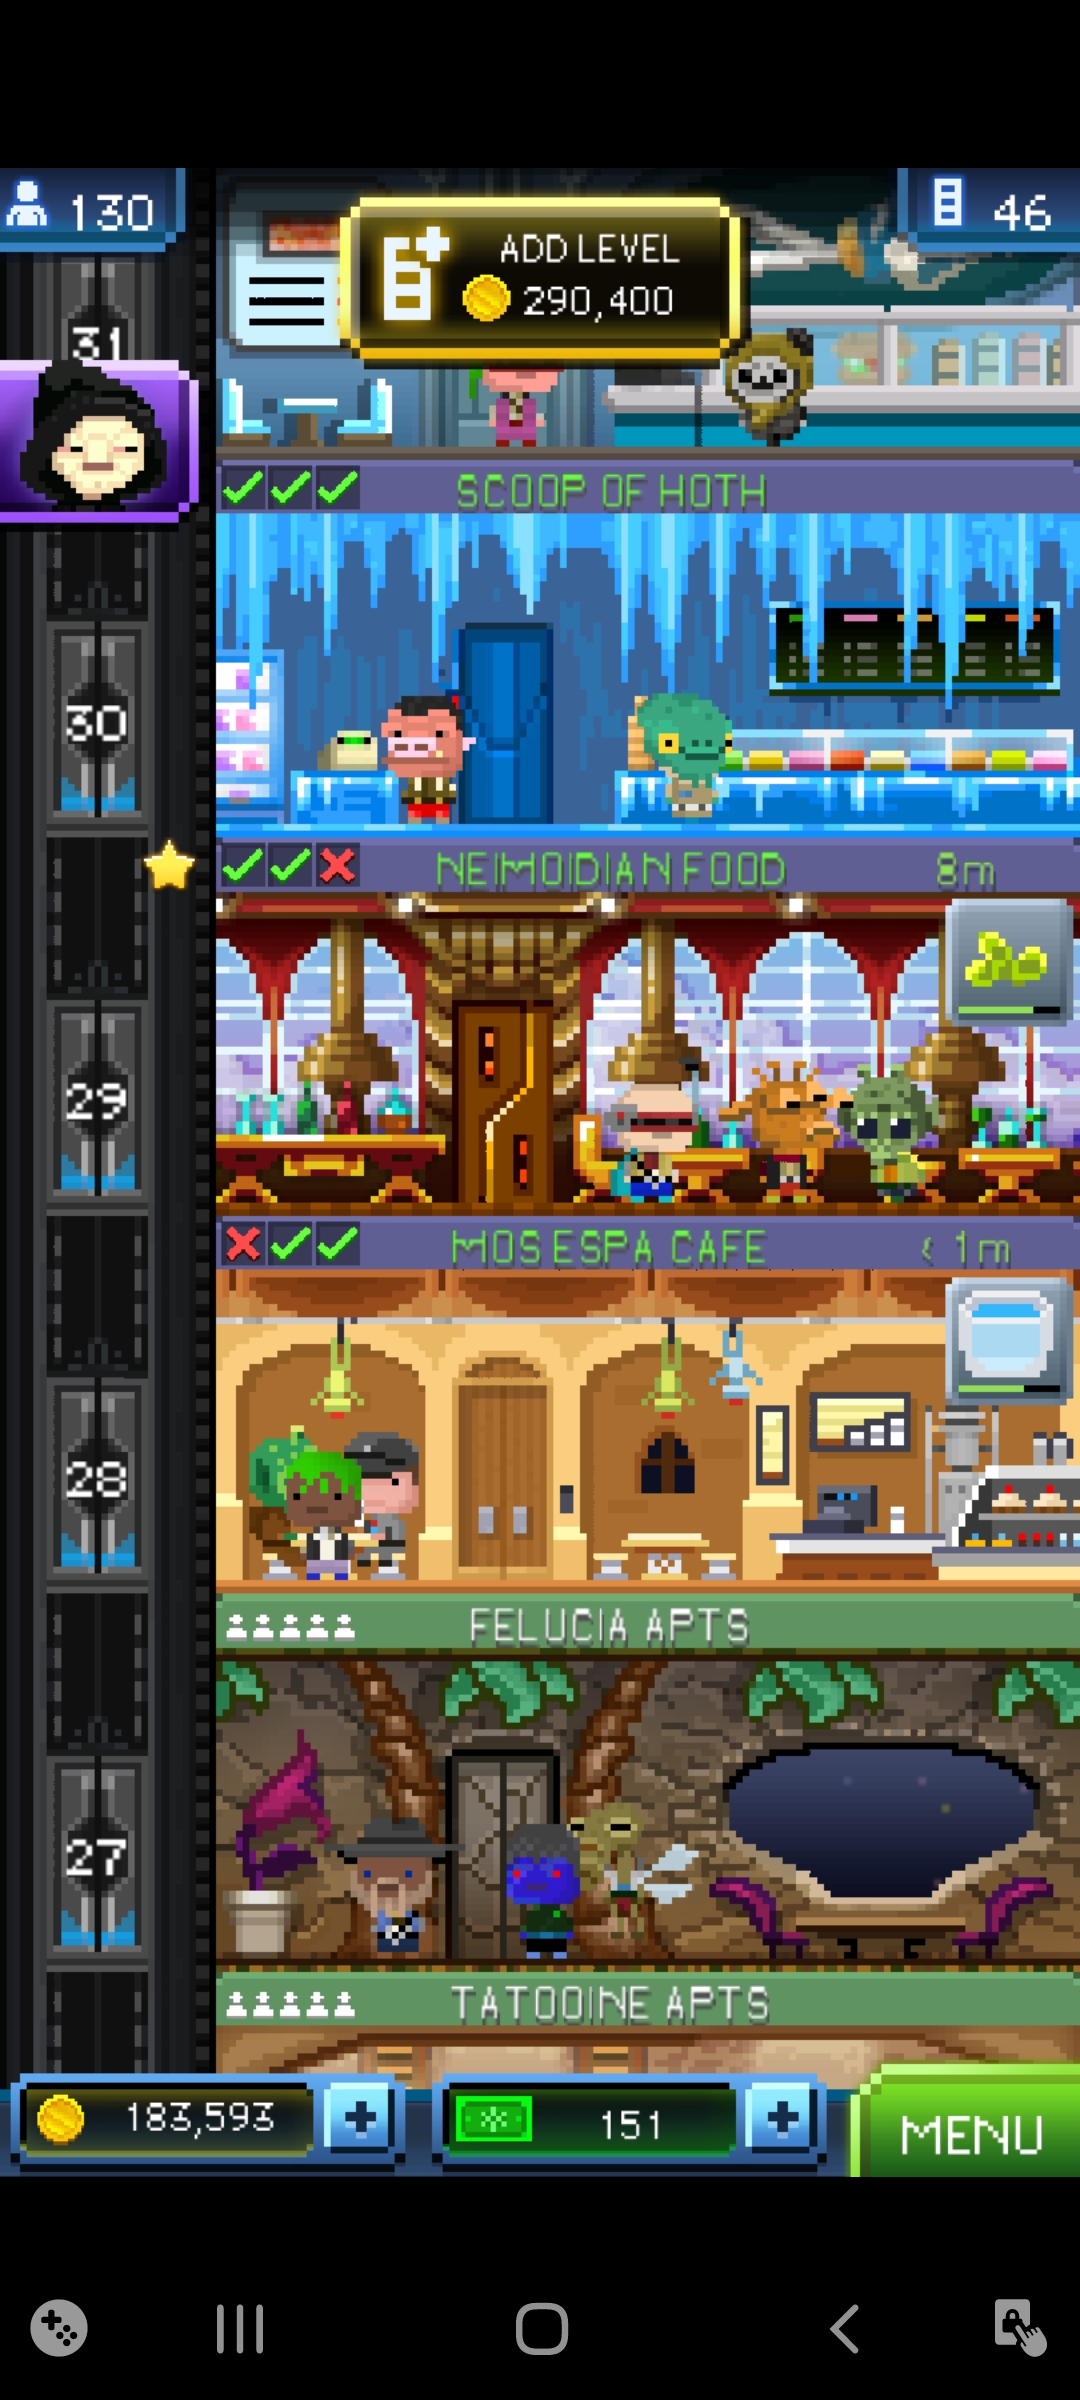 130
ADD LEVEL
290,400
46
31
SCOOP OF HOTH
30
NEIMOIDIAN FOOD 8m
29
MOS ESPA CAFE < 1m
28
FELUCIA APTS
27
TATOOINE APTS
183,593
151
MENU